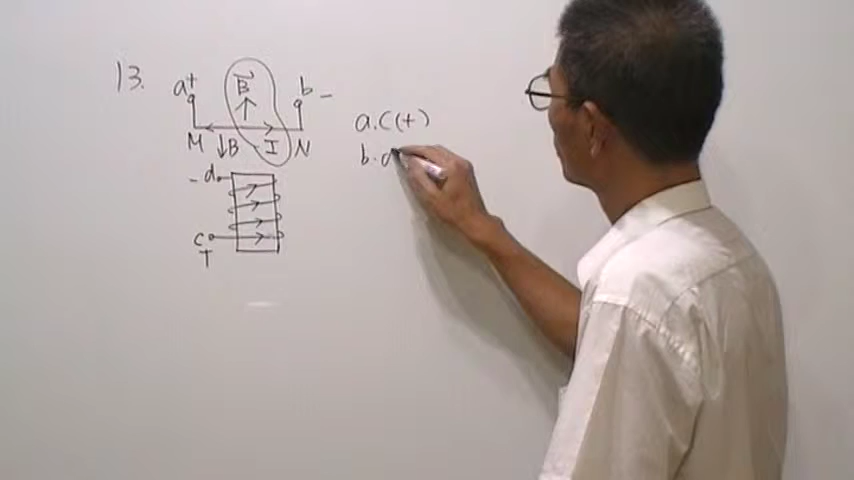 13.
a+ b -
B
M B I N
- d
c
+
a.c(+)
b.d